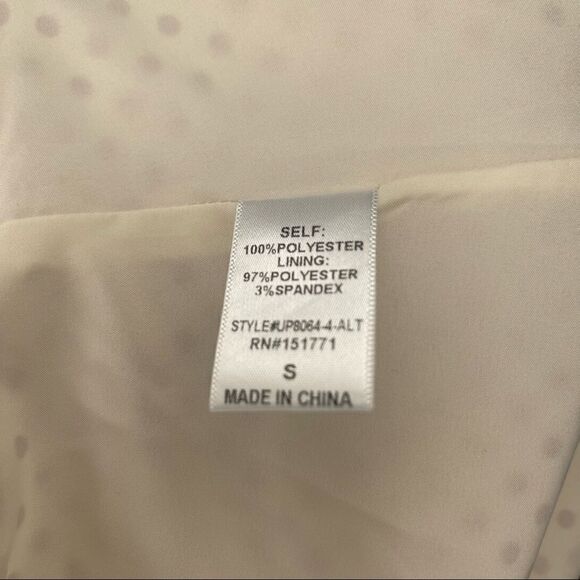 SELF:
100%POLYESTER
LINING:
97%POLYESTER
3%SPANDEX
STYLE#UP8064-4-ALT
RN#151771
S
MADE IN CHINA